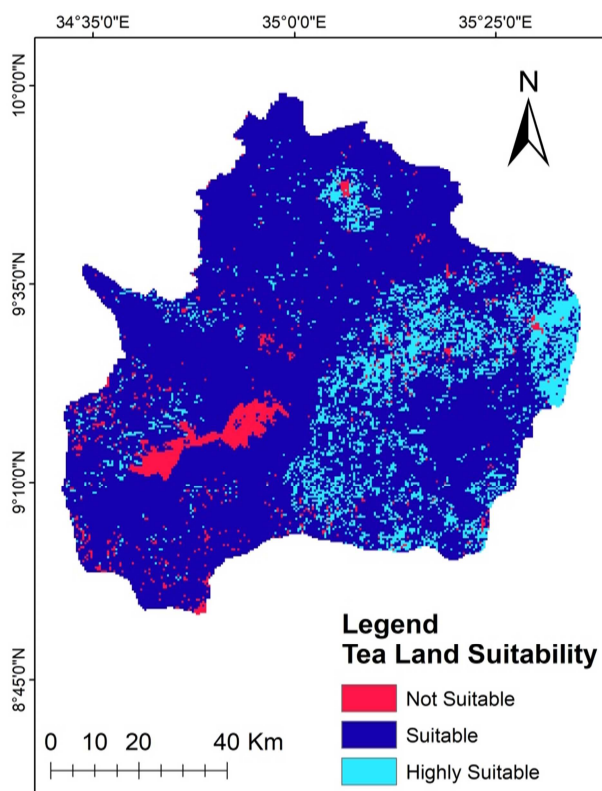 34°35'0"E 35°0'0"E 35°25'0"E
10°0'0"N
N
9°35'0"N
9°10'0"N
8°45'0"N
Legend
Tea Land Suitability
Not Suitable
Suitable
Highly Suitable
0 10 20 40 Km